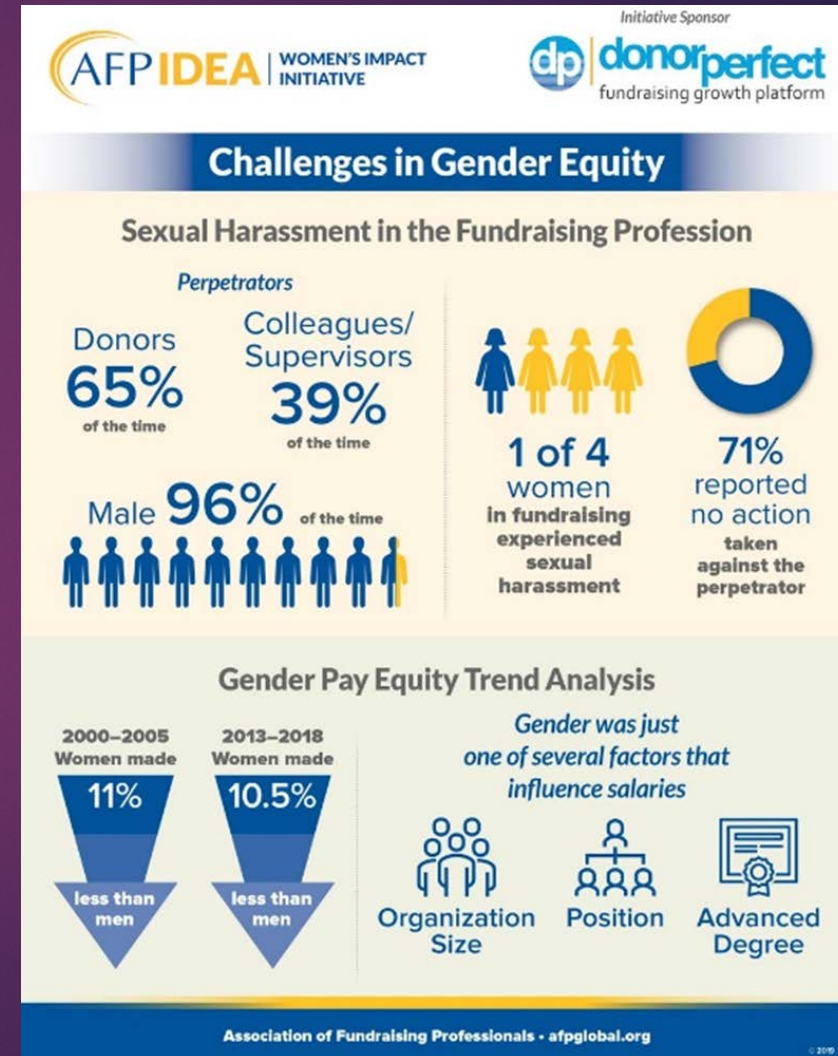 AFP IDEA
WOMEN'S IMPACT
INITIATIVE
Initiative Sponsor
dp donorperfect
fundraising growth platform
Challenges in Gender Equity
Sexual Harassment in the Fundraising Profession
Perpetrators
Donors
65%
of the time
Colleagues/
Supervisors
39%
of the time
Male 96% of the time
1 of 4
women
in fundraising
experienced
sexual
harassment
71%
reported
no action
taken
against the
perpetrator
Gender Pay Equity Trend Analysis
2000–2005
Women made
11%
less than
men
2013–2018
Women made
10.5%
less than
men
Gender was just
one of several factors that
influence salaries
Organization
Size
Position
Advanced
Degree
Association of Fundraising Professionals • afpglobal.org
© 2019